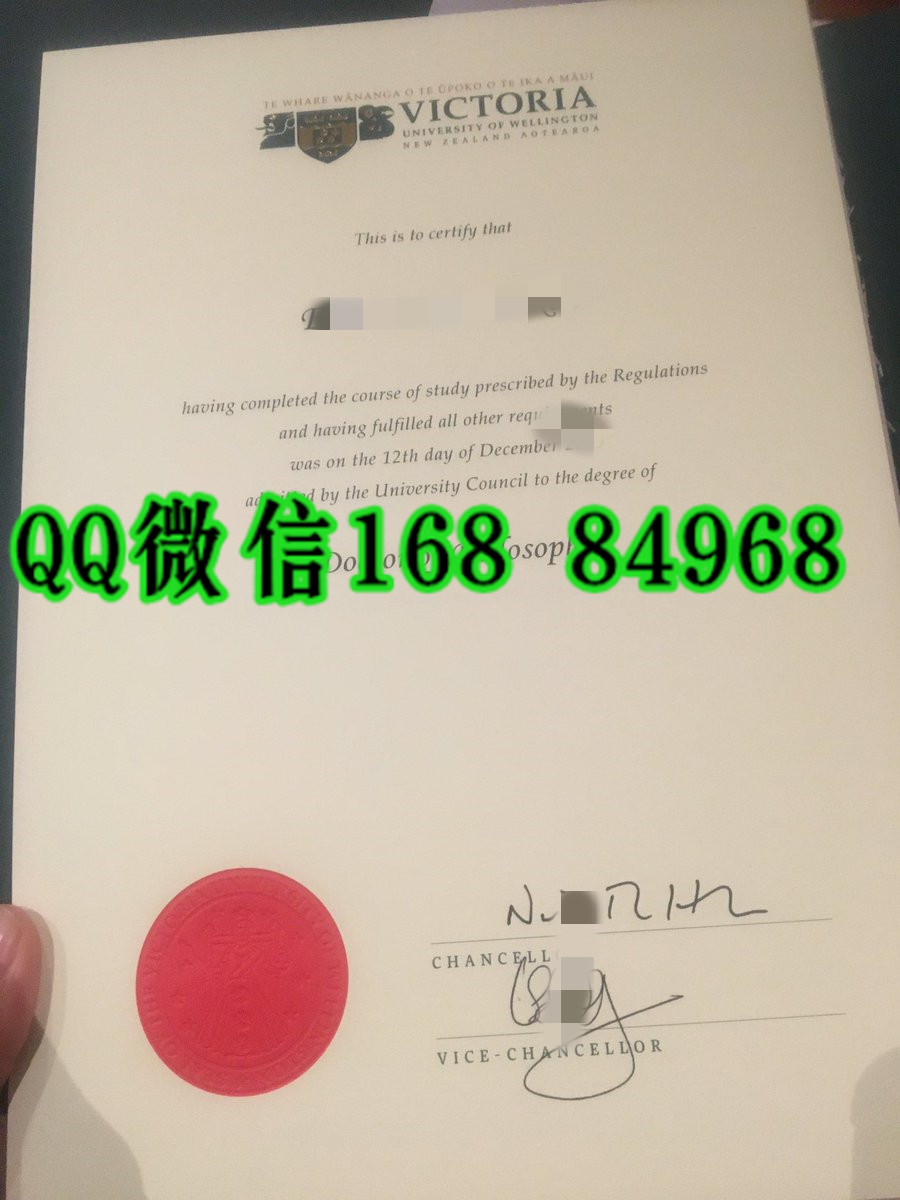 TE WHARE WĀNANGA O TE ŪPOKO O TE IKA A MĀUI
VICTORIA
UNIVERSITY OF WELLINGTON
NEW ZEALAND AOTEAROA
This is to certify that
having completed the course of study prescribed by the Regulations
and having fulfilled all other
was on the 12th day of December
by the University Council to the degree of
QQ微信168 84968
VICE-CHANCELLOR